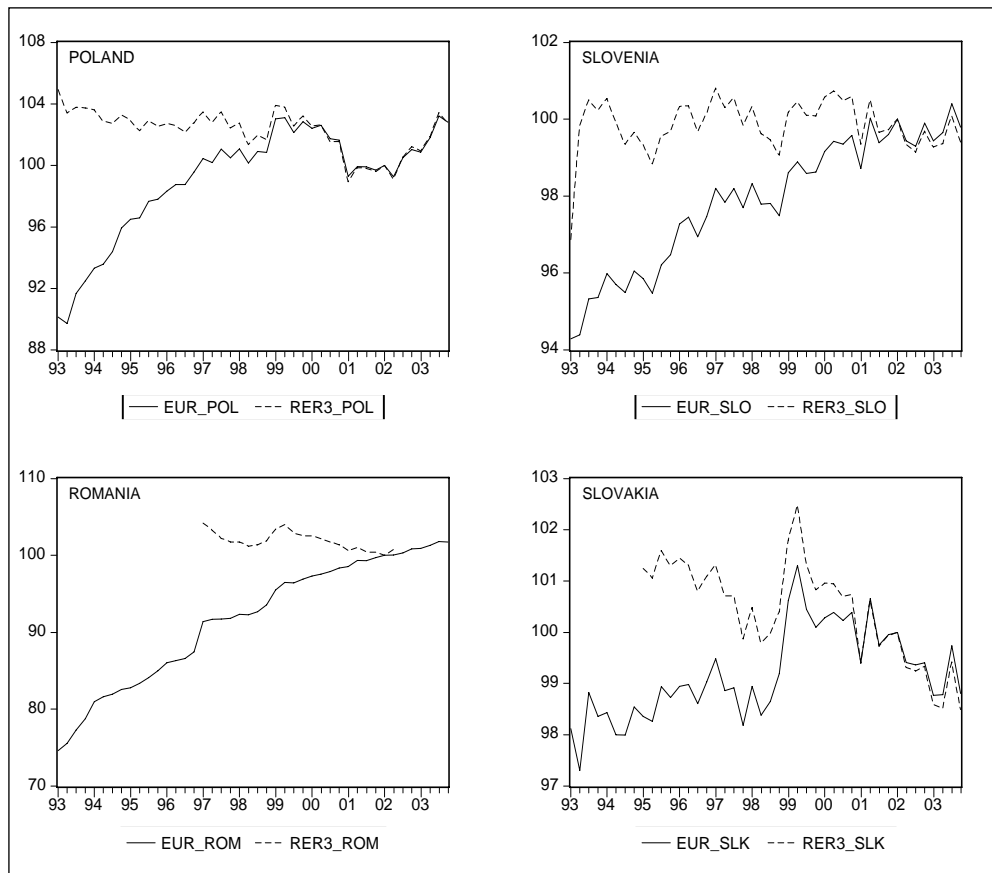 POLAND
108
104
100
96
92
88
93 94 95 96 97 98 99 00 01 02 03
EUR_POL RER3_POL
SLOVENIA
102
100
98
96
94
93 94 95 96 97 98 99 00 01 02 03
EUR_SLO RER3_SLO
ROMANIA
110
100
90
80
70
93 94 95 96 97 98 99 00 01 02 03
EUR_ROM RER3_ROM
SLOVAKIA
103
102
101
100
99
98
97
93 94 95 96 97 98 99 00 01 02 03
EUR_SLK RER3_SLK